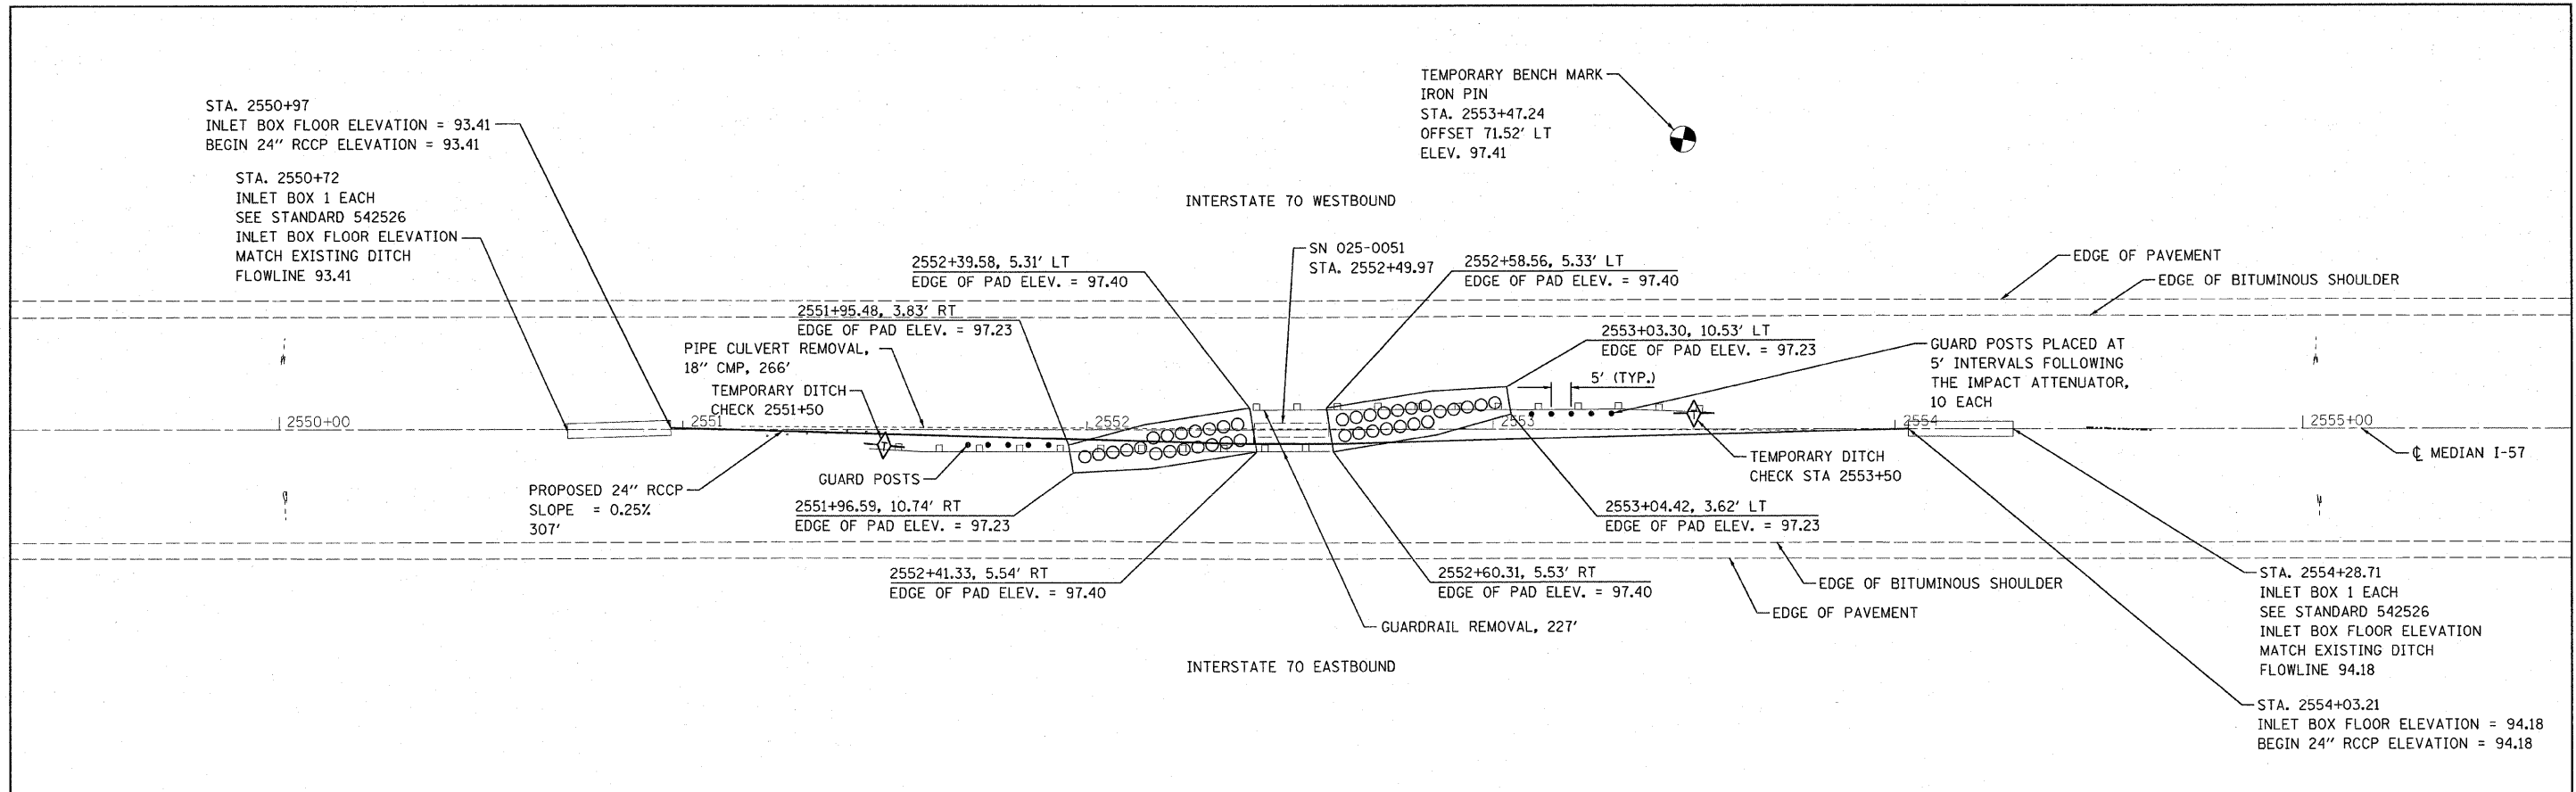 TEMPORARY BENCH MARK
IRON PIN
STA. 2553+47.24
OFFSET 71.52' LT
ELEV. 97.41
STA. 2550+97
INLET BOX FLOOR ELEVATION = 93.41
BEGIN 24" RCCP ELEVATION = 93.41
STA. 2550+72
INLET BOX 1 EACH
SEE STANDARD 542526
INLET BOX FLOOR ELEVATION
MATCH EXISTING DITCH
FLOWLINE 93.41
INTERSTATE 70 WESTBOUND
SN 025-0051
STA. 2552+49.97
2552+39.58, 5.31' LT
EDGE OF PAD ELEV. = 97.40
2552+58.56, 5.33' LT
EDGE OF PAD ELEV. = 97.40
EDGE OF PAVEMENT
EDGE OF BITUMINOUS SHOULDER
2551+95.48, 3.83' RT
EDGE OF PAD ELEV. = 97.23
2553+03.30, 10.53' LT
EDGE OF PAD ELEV. = 97.23
PIPE CULVERT REMOVAL,
18" CMP, 266'
TEMPORARY DITCH
CHECK 2551+50
5' (TYP.)
GUARD POSTS PLACED AT
5' INTERVALS FOLLOWING
THE IMPACT ATTENUATOR,
10 EACH
2550+00
2551
2552
2553
2554
2555+00
T
T
℄ MEDIAN I-57
GUARD POSTS
TEMPORARY DITCH
CHECK STA 2553+50
PROPOSED 24" RCCP
SLOPE = 0.25%
307'
2551+96.59, 10.74' RT
EDGE OF PAD ELEV. = 97.23
2553+04.42, 3.62' LT
EDGE OF PAD ELEV. = 97.23
2552+41.33, 5.54' RT
EDGE OF PAD ELEV. = 97.40
2552+60.31, 5.53' RT
EDGE OF PAD ELEV. = 97.40
EDGE OF BITUMINOUS SHOULDER
EDGE OF PAVEMENT
GUARDRAIL REMOVAL, 227'
INTERSTATE 70 EASTBOUND
STA. 2554+28.71
INLET BOX 1 EACH
SEE STANDARD 542526
INLET BOX FLOOR ELEVATION
MATCH EXISTING DITCH
FLOWLINE 94.18
STA. 2554+03.21
INLET BOX FLOOR ELEVATION = 94.18
BEGIN 24" RCCP ELEVATION = 94.18